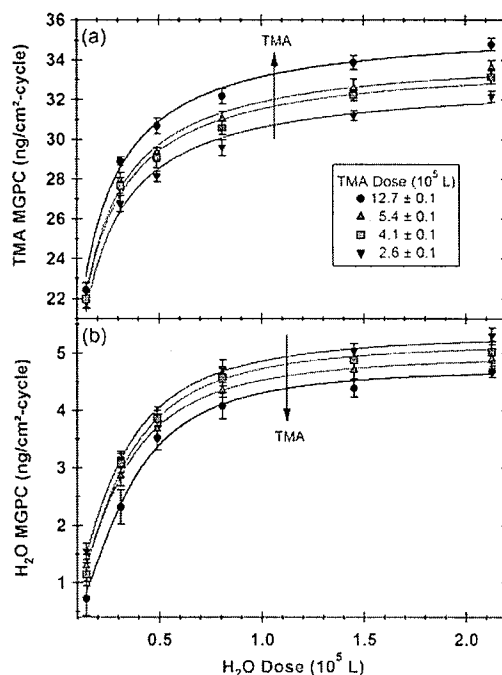 (a)
TMA
36
34
32
30
28
26
24
22
TMA MGPC (ng/cm²-cycle)
TMA Dose (10⁵ L)
12.7 ± 0.1
5.4 ± 0.1
4.1 ± 0.1
2.6 ± 0.1
(b)
5
4
3
2
1
H₂O MGPC (ng/cm²-cycle)
TMA
0.5
1.0
1.5
2.0
H₂O Dose (10⁵ L)